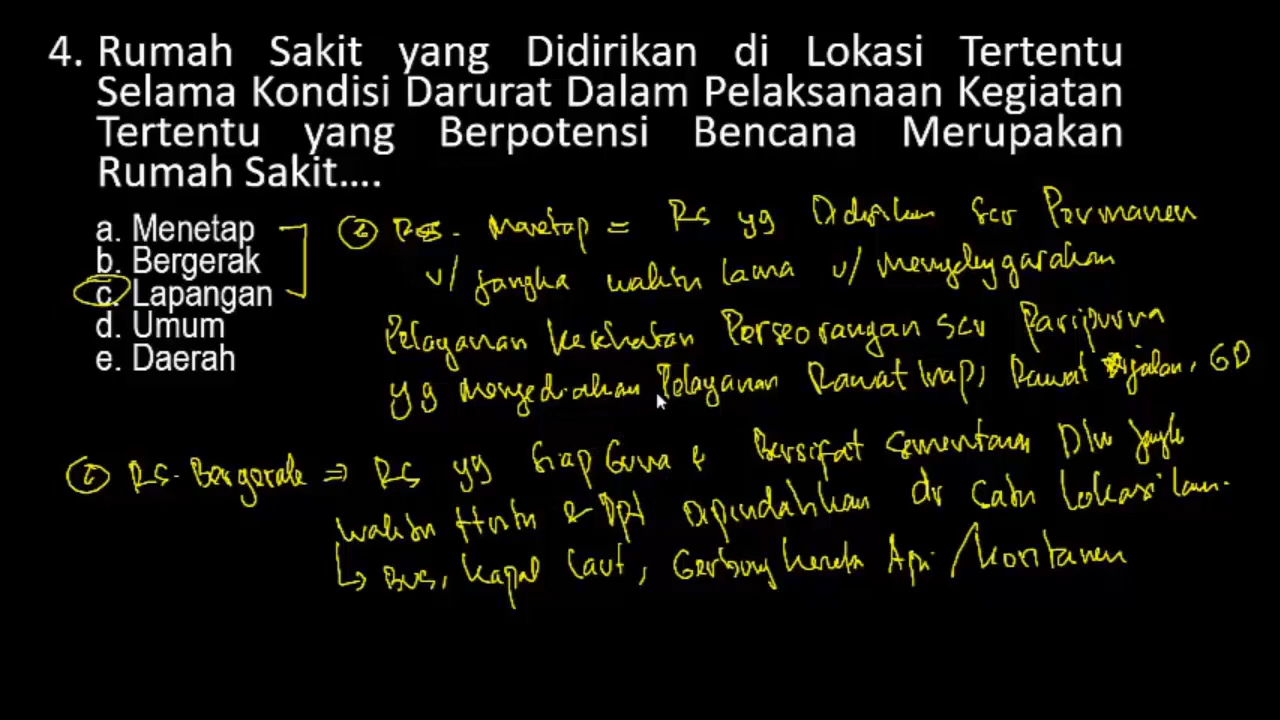 4. Rumah Sakit yang Didirikan di Lokasi Tertentu
Selama Kondisi Darurat Dalam Pelaksanaan Kegiatan
Tertentu yang Berpotensi Bencana Merupakan
Rumah Sakit....
a. Menetap
b. Bergerak
c. Lapangan
d. Umum
e. Daerah
RS. Menetap = RS yg Didirikan scr Permanen
u/ jangka waktu lama u/ menyelenggarakan
Pelayanan kesehatan Perseorangan scr Paripurna
yg menyediakan Pelayanan Rawat Inap, Rawat jalan, GD
RS. Bergerak => RS yg Siap Guna & Bersifat sementara Dlm jangka
waktu ttntu & Dpt Dipindahkan dr satu lokasi lain.
↳ Bus, kapal laut, Gerbong kereta Api / kontainer